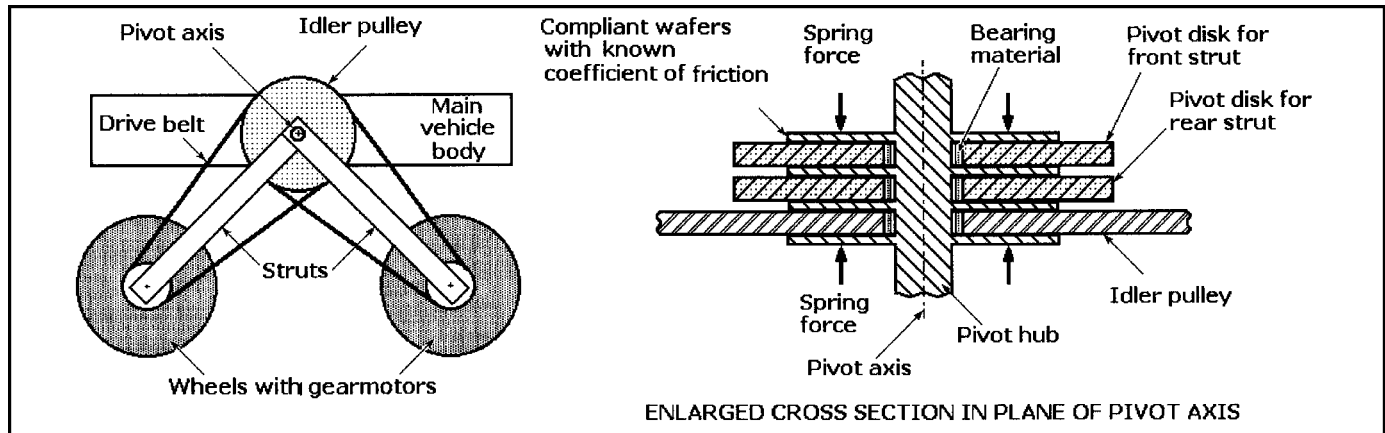 Pivot axis
Idler pulley
Drive belt
Main
vehicle
body
Struts
Wheels with gearmotors
Compliant wafers
with known
coefficient of friction
Spring
force
Bearing
material
Pivot disk for
front strut
Pivot disk for
rear strut
Spring
force
Idler pulley
Pivot hub
Pivot axis
ENLARGED CROSS SECTION IN PLANE OF PIVOT AXIS